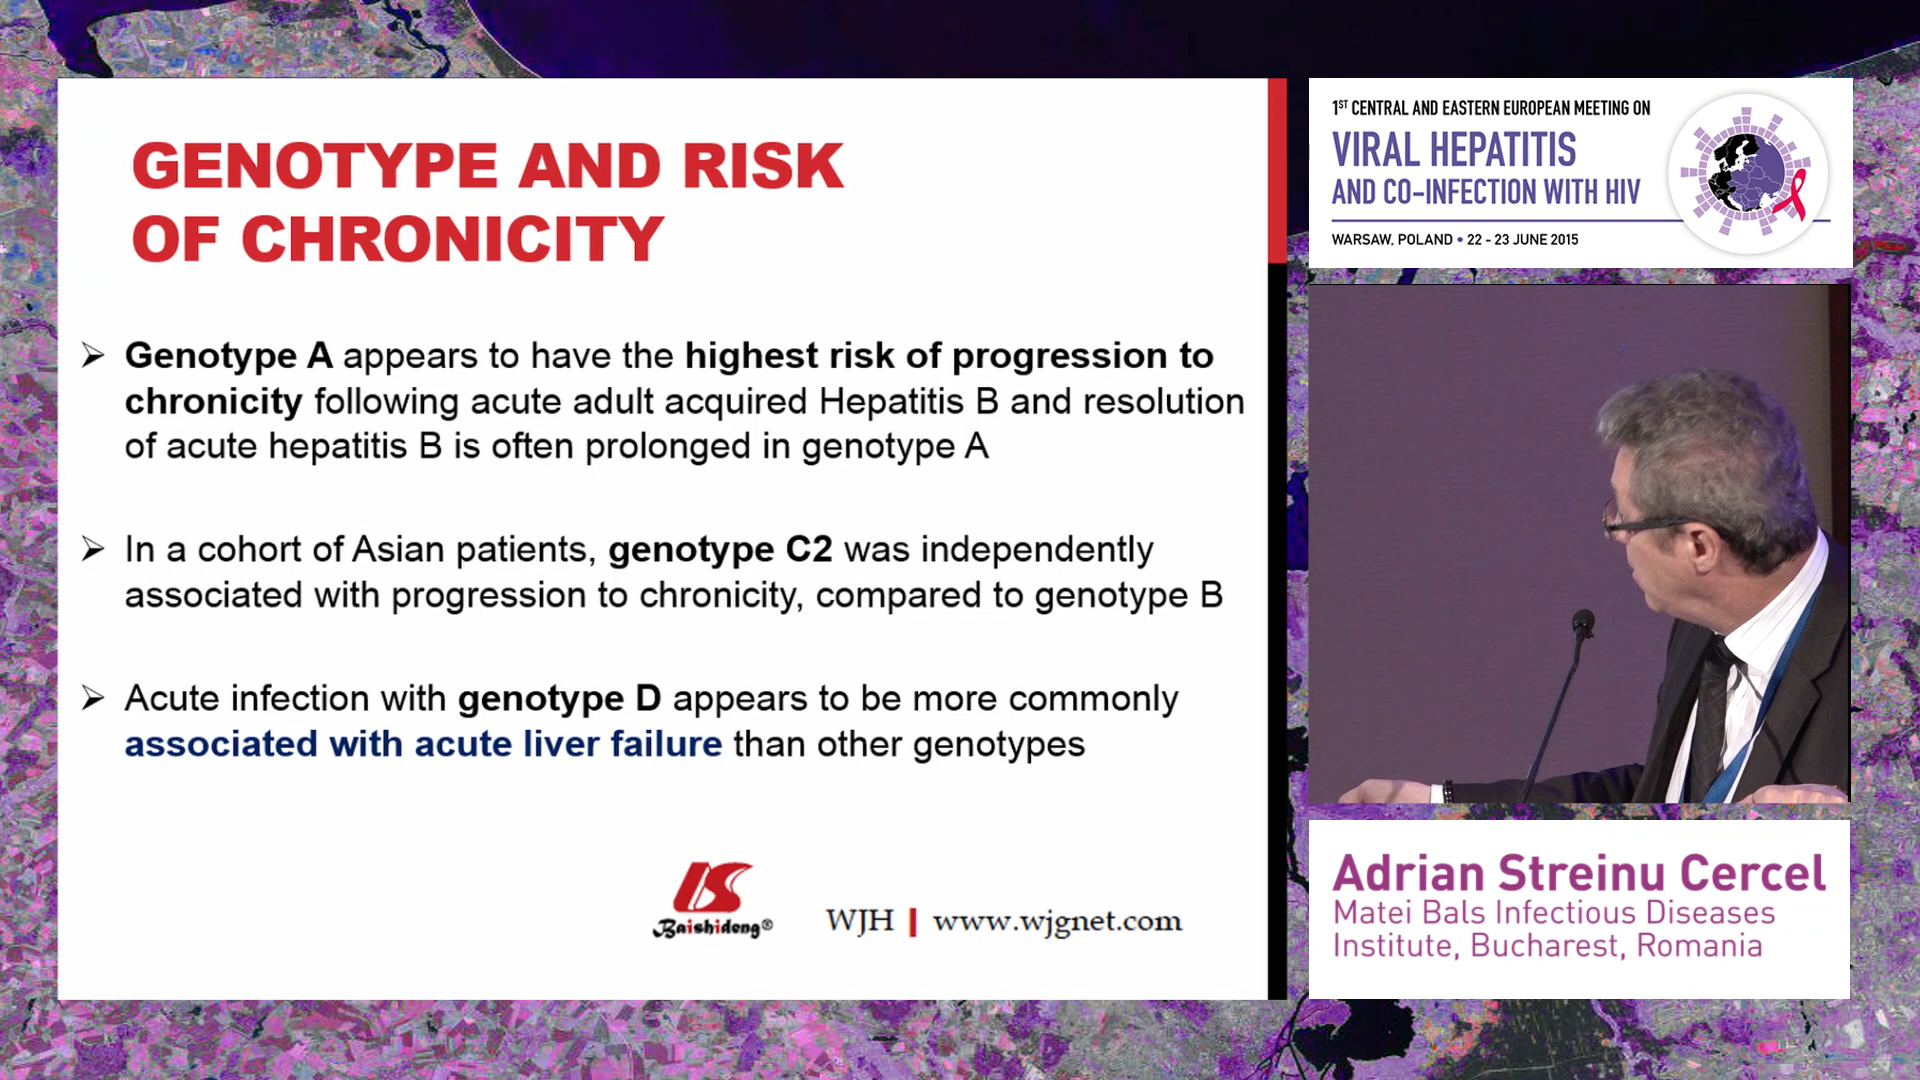 GENOTYPE AND RISK
OF CHRONICITY
➢ Genotype A appears to have the highest risk of progression to
chronicity following acute adult acquired Hepatitis B and resolution
of acute hepatitis B is often prolonged in genotype A
➢ In a cohort of Asian patients, genotype C2 was independently
associated with progression to chronicity, compared to genotype B
➢ Acute infection with genotype D appears to be more commonly
associated with acute liver failure than other genotypes
Baishideng®
WJH | www.wjgnet.com
1ST CENTRAL AND EASTERN EUROPEAN MEETING ON
VIRAL HEPATITIS
AND CO-INFECTION WITH HIV
WARSAW, POLAND • 22 - 23 JUNE 2015
Adrian Streinu Cercel
Matei Bals Infectious Diseases
Institute, Bucharest, Romania